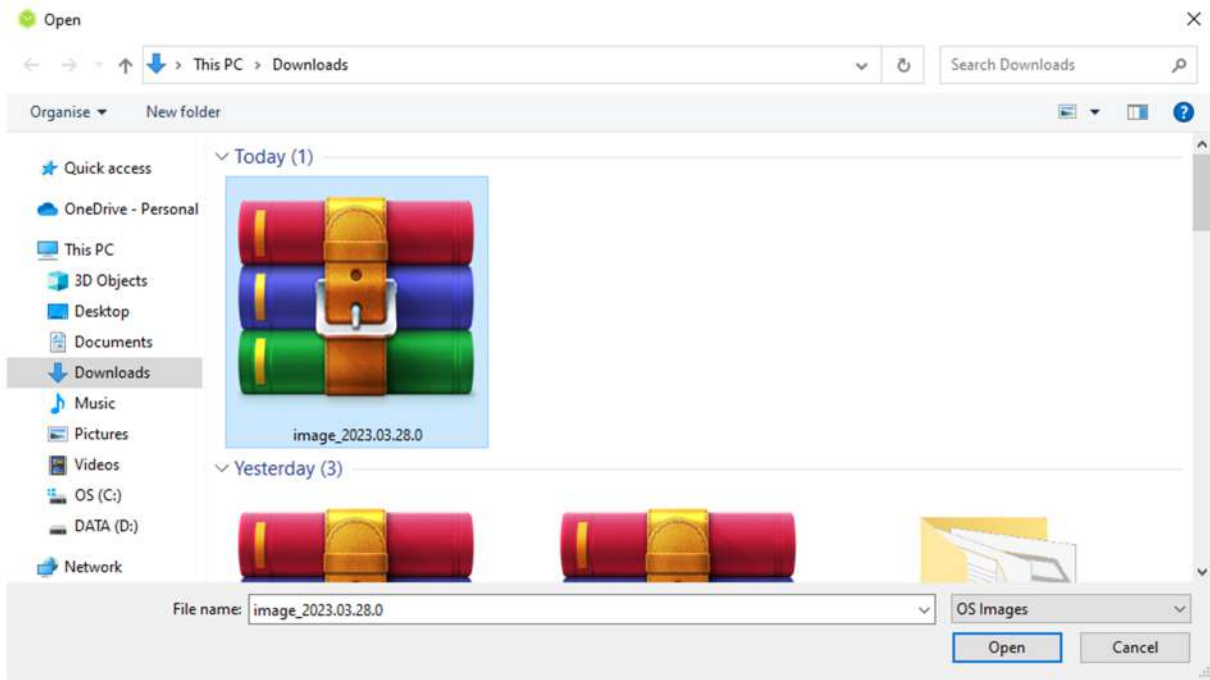 Open
This PC > Downloads
Search Downloads
Organise
New folder
Quick access
OneDrive - Personal
This PC
3D Objects
Desktop
Documents
Downloads
Music
Pictures
Videos
OS (C:)
DATA (D:)
Network
Today (1)
image_2023.03.28.0
Yesterday (3)
File name: image_2023.03.28.0
OS Images
Open
Cancel